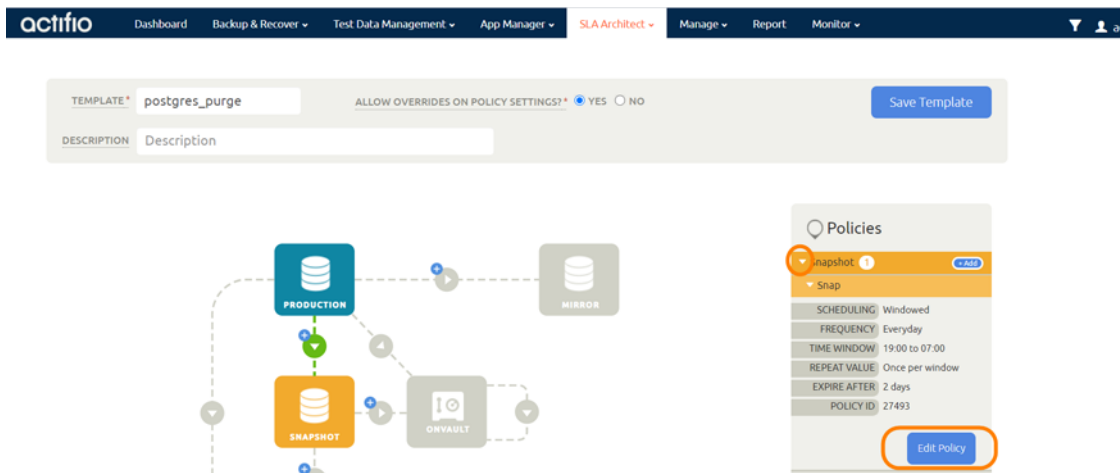 actifio Dashboard Backup & Recover Test Data Management App Manager SLA Architect Manage Report Monitor a
TEMPLATE* postgres_purge ALLOW OVERRIDES ON POLICY SETTINGS?* YES NO Save Template
DESCRIPTION Description
Policies
Snapshot 1 + Add
Snap
SCHEDULING Windowed
FREQUENCY Everyday
TIME WINDOW 19:00 to 07:00
REPEAT VALUE Once per window
EXPIRE AFTER 2 days
POLICY ID 27493
Edit Policy
PRODUCTION MIRROR
SNAPSHOT ONVAULT